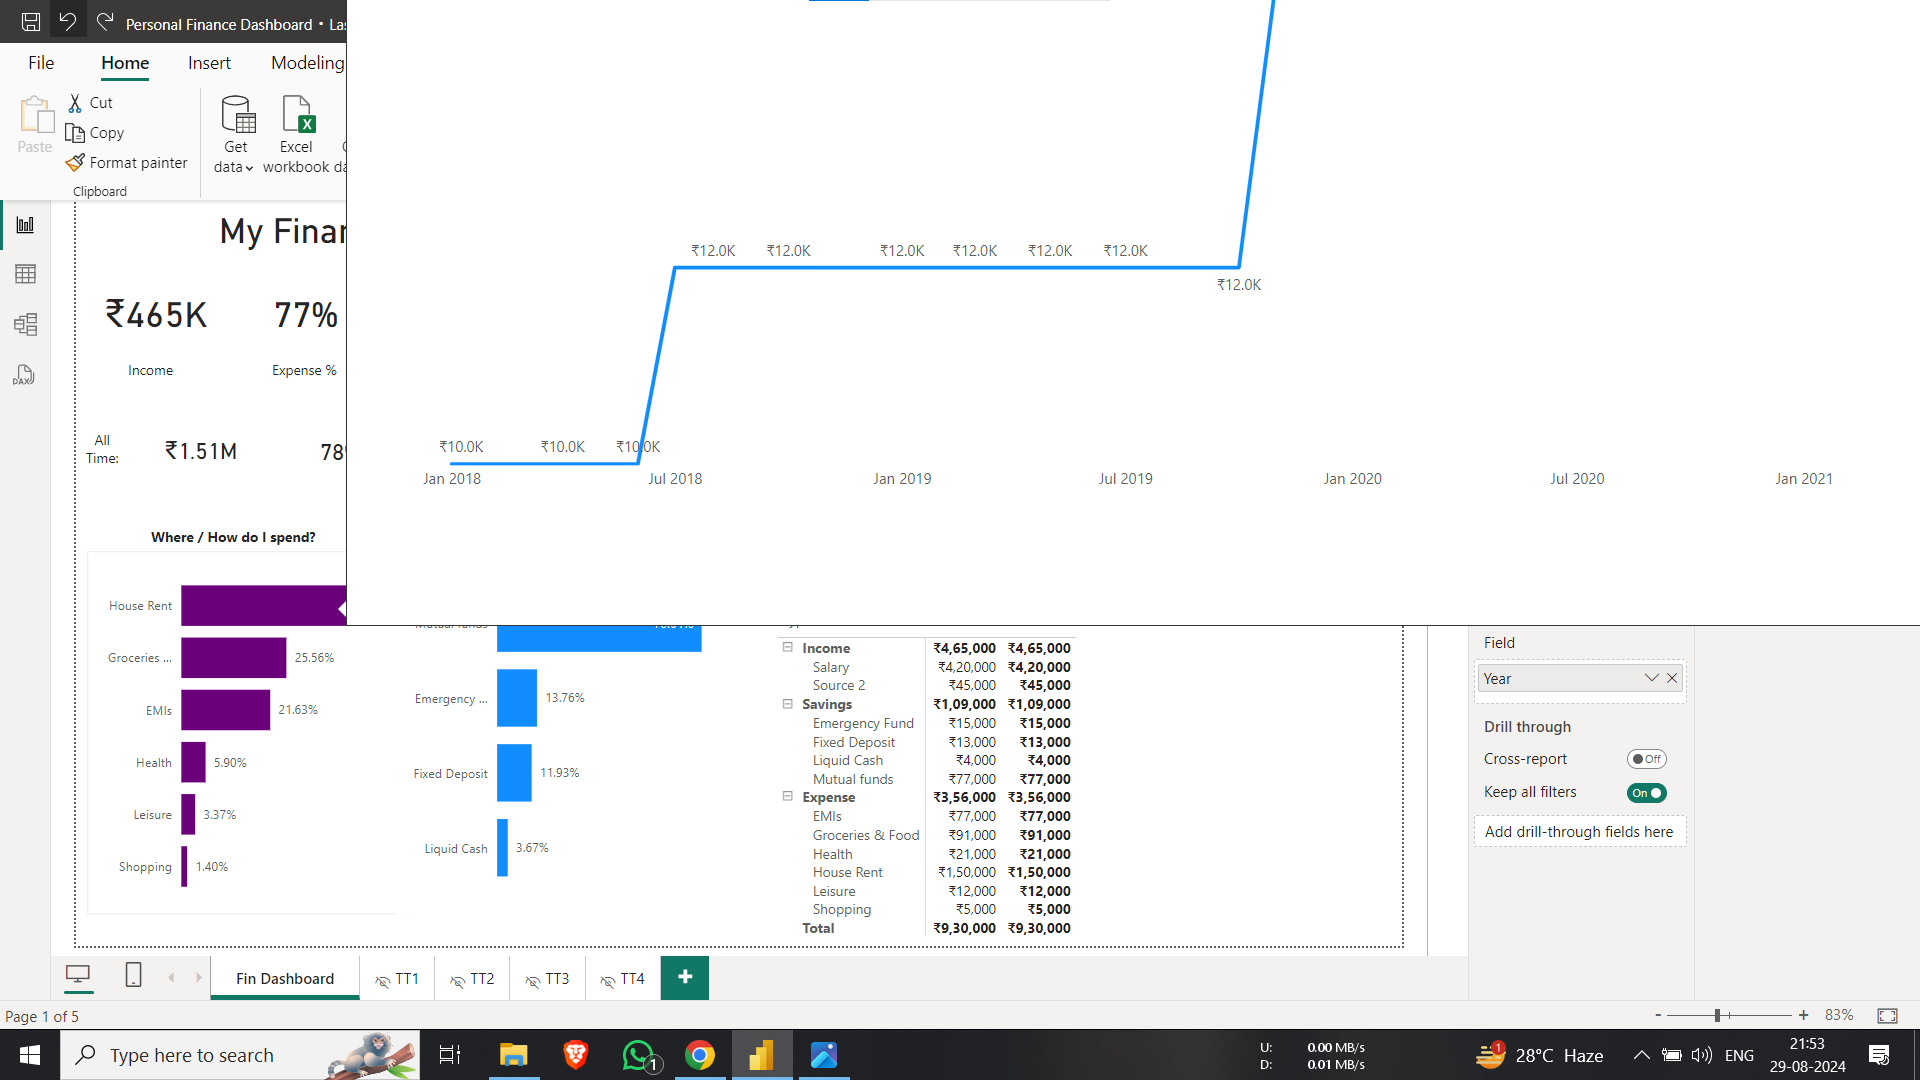 Personal Finance Dashboard • Las
File Home Insert Modeling
Paste
Cut
Copy
Format painter
Clipboard
Get data
Excel workbook
da
My Finan
₹465K 77%
Income Expense %
All Time: ₹1.51M 78
₹12.0K ₹12.0K ₹12.0K ₹12.0K ₹12.0K ₹12.0K
₹12.0K
₹10.0K ₹10.0K ₹10.0K
Jan 2018 Jul 2018 Jan 2019 Jul 2019 Jan 2020 Jul 2020 Jan 2021
Where / How do I spend?
House Rent
Groceries ... 25.56%
EMIs 21.63%
Health 5.90%
Leisure 3.37%
Shopping 1.40%
Emergency ... 13.76%
Fixed Deposit 11.93%
Liquid Cash 3.67%
Income ₹4,65,000 ₹4,65,000
Salary ₹4,20,000 ₹4,20,000
Source 2 ₹45,000 ₹45,000
Savings ₹1,09,000 ₹1,09,000
Emergency Fund ₹15,000 ₹15,000
Fixed Deposit ₹13,000 ₹13,000
Liquid Cash ₹4,000 ₹4,000
Mutual funds ₹77,000 ₹77,000
Expense ₹3,56,000 ₹3,56,000
EMIs ₹77,000 ₹77,000
Groceries & Food ₹91,000 ₹91,000
Health ₹21,000 ₹21,000
House Rent ₹1,50,000 ₹1,50,000
Leisure ₹12,000 ₹12,000
Shopping ₹5,000 ₹5,000
Total ₹9,30,000 ₹9,30,000
Field
Year
Drill through
Cross-report Off
Keep all filters On
Add drill-through fields here
DAX
Fin Dashboard TT1 TT2 TT3 TT4 +
Page 1 of 5
- + 83%
Type here to search
1
U: 0.00 MB/s
D: 0.01 MB/s
1
28°C Haze
ENG
21:53
29-08-2024